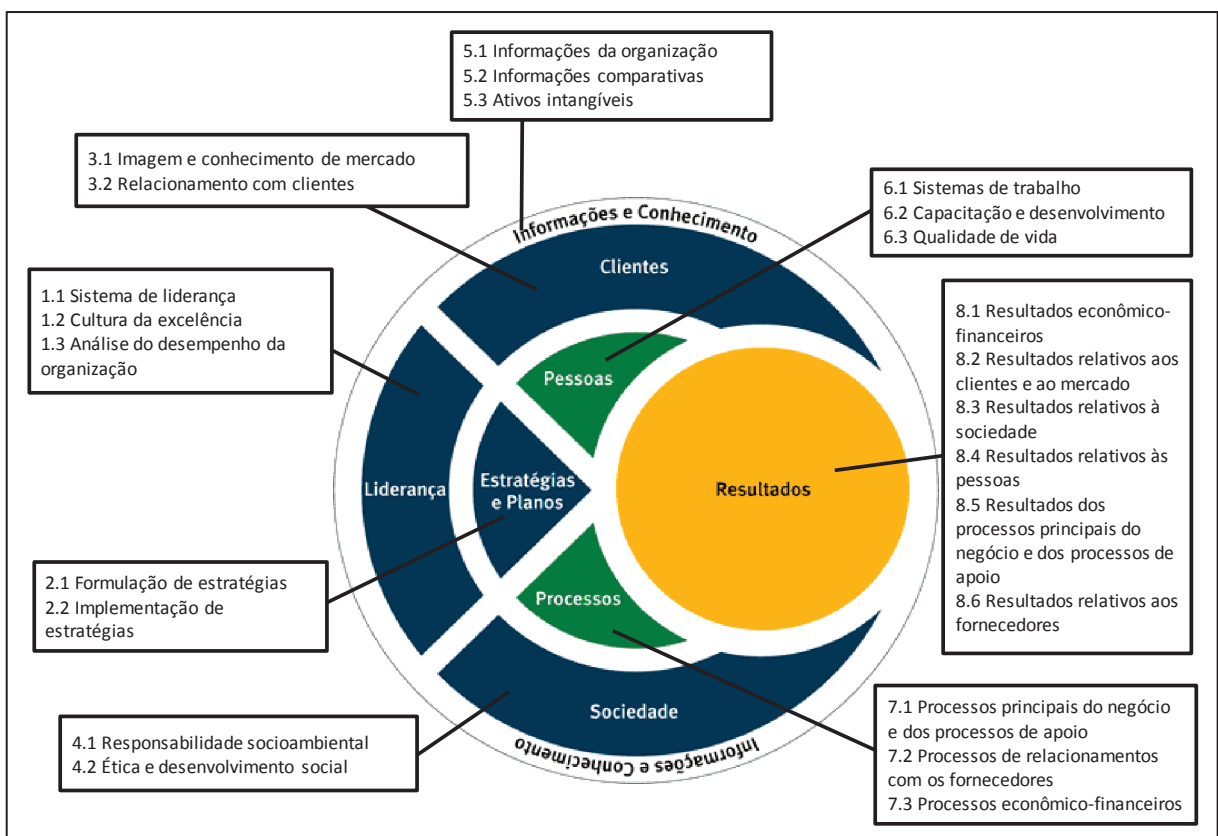 5.1 Informações da organização
5.2 Informações comparativas
5.3 Ativos intangíveis
3.1 Imagem e conhecimento de mercado
3.2 Relacionamento com clientes
6.1 Sistemas de trabalho
6.2 Capacitação e desenvolvimento
6.3 Qualidade de vida
Informações e Conhecimento
Clientes
1.1 Sistema de liderança
1.2 Cultura da excelência
1.3 Análise do desempenho da
organização
8.1 Resultados econômico-
financeiros
8.2 Resultados relativos aos
clientes e ao mercado
8.3 Resultados relativos à
sociedade
8.4 Resultados relativos às
pessoas
8.5 Resultados dos
processos principais do
negócio e dos processos de
apoio
8.6 Resultados relativos aos
fornecedores
Pessoas
Liderança
Estratégias
e Planos
Resultados
2.1 Formulação de estratégias
2.2 Implementação de
estratégias
Processos
Sociedade
Informações e Conhecimento
4.1 Responsabilidade socioambiental
4.2 Ética e desenvolvimento social
7.1 Processos principais do negócio
e dos processos de apoio
7.2 Processos de relacionamentos
com os fornecedores
7.3 Processos econômico-financeiros